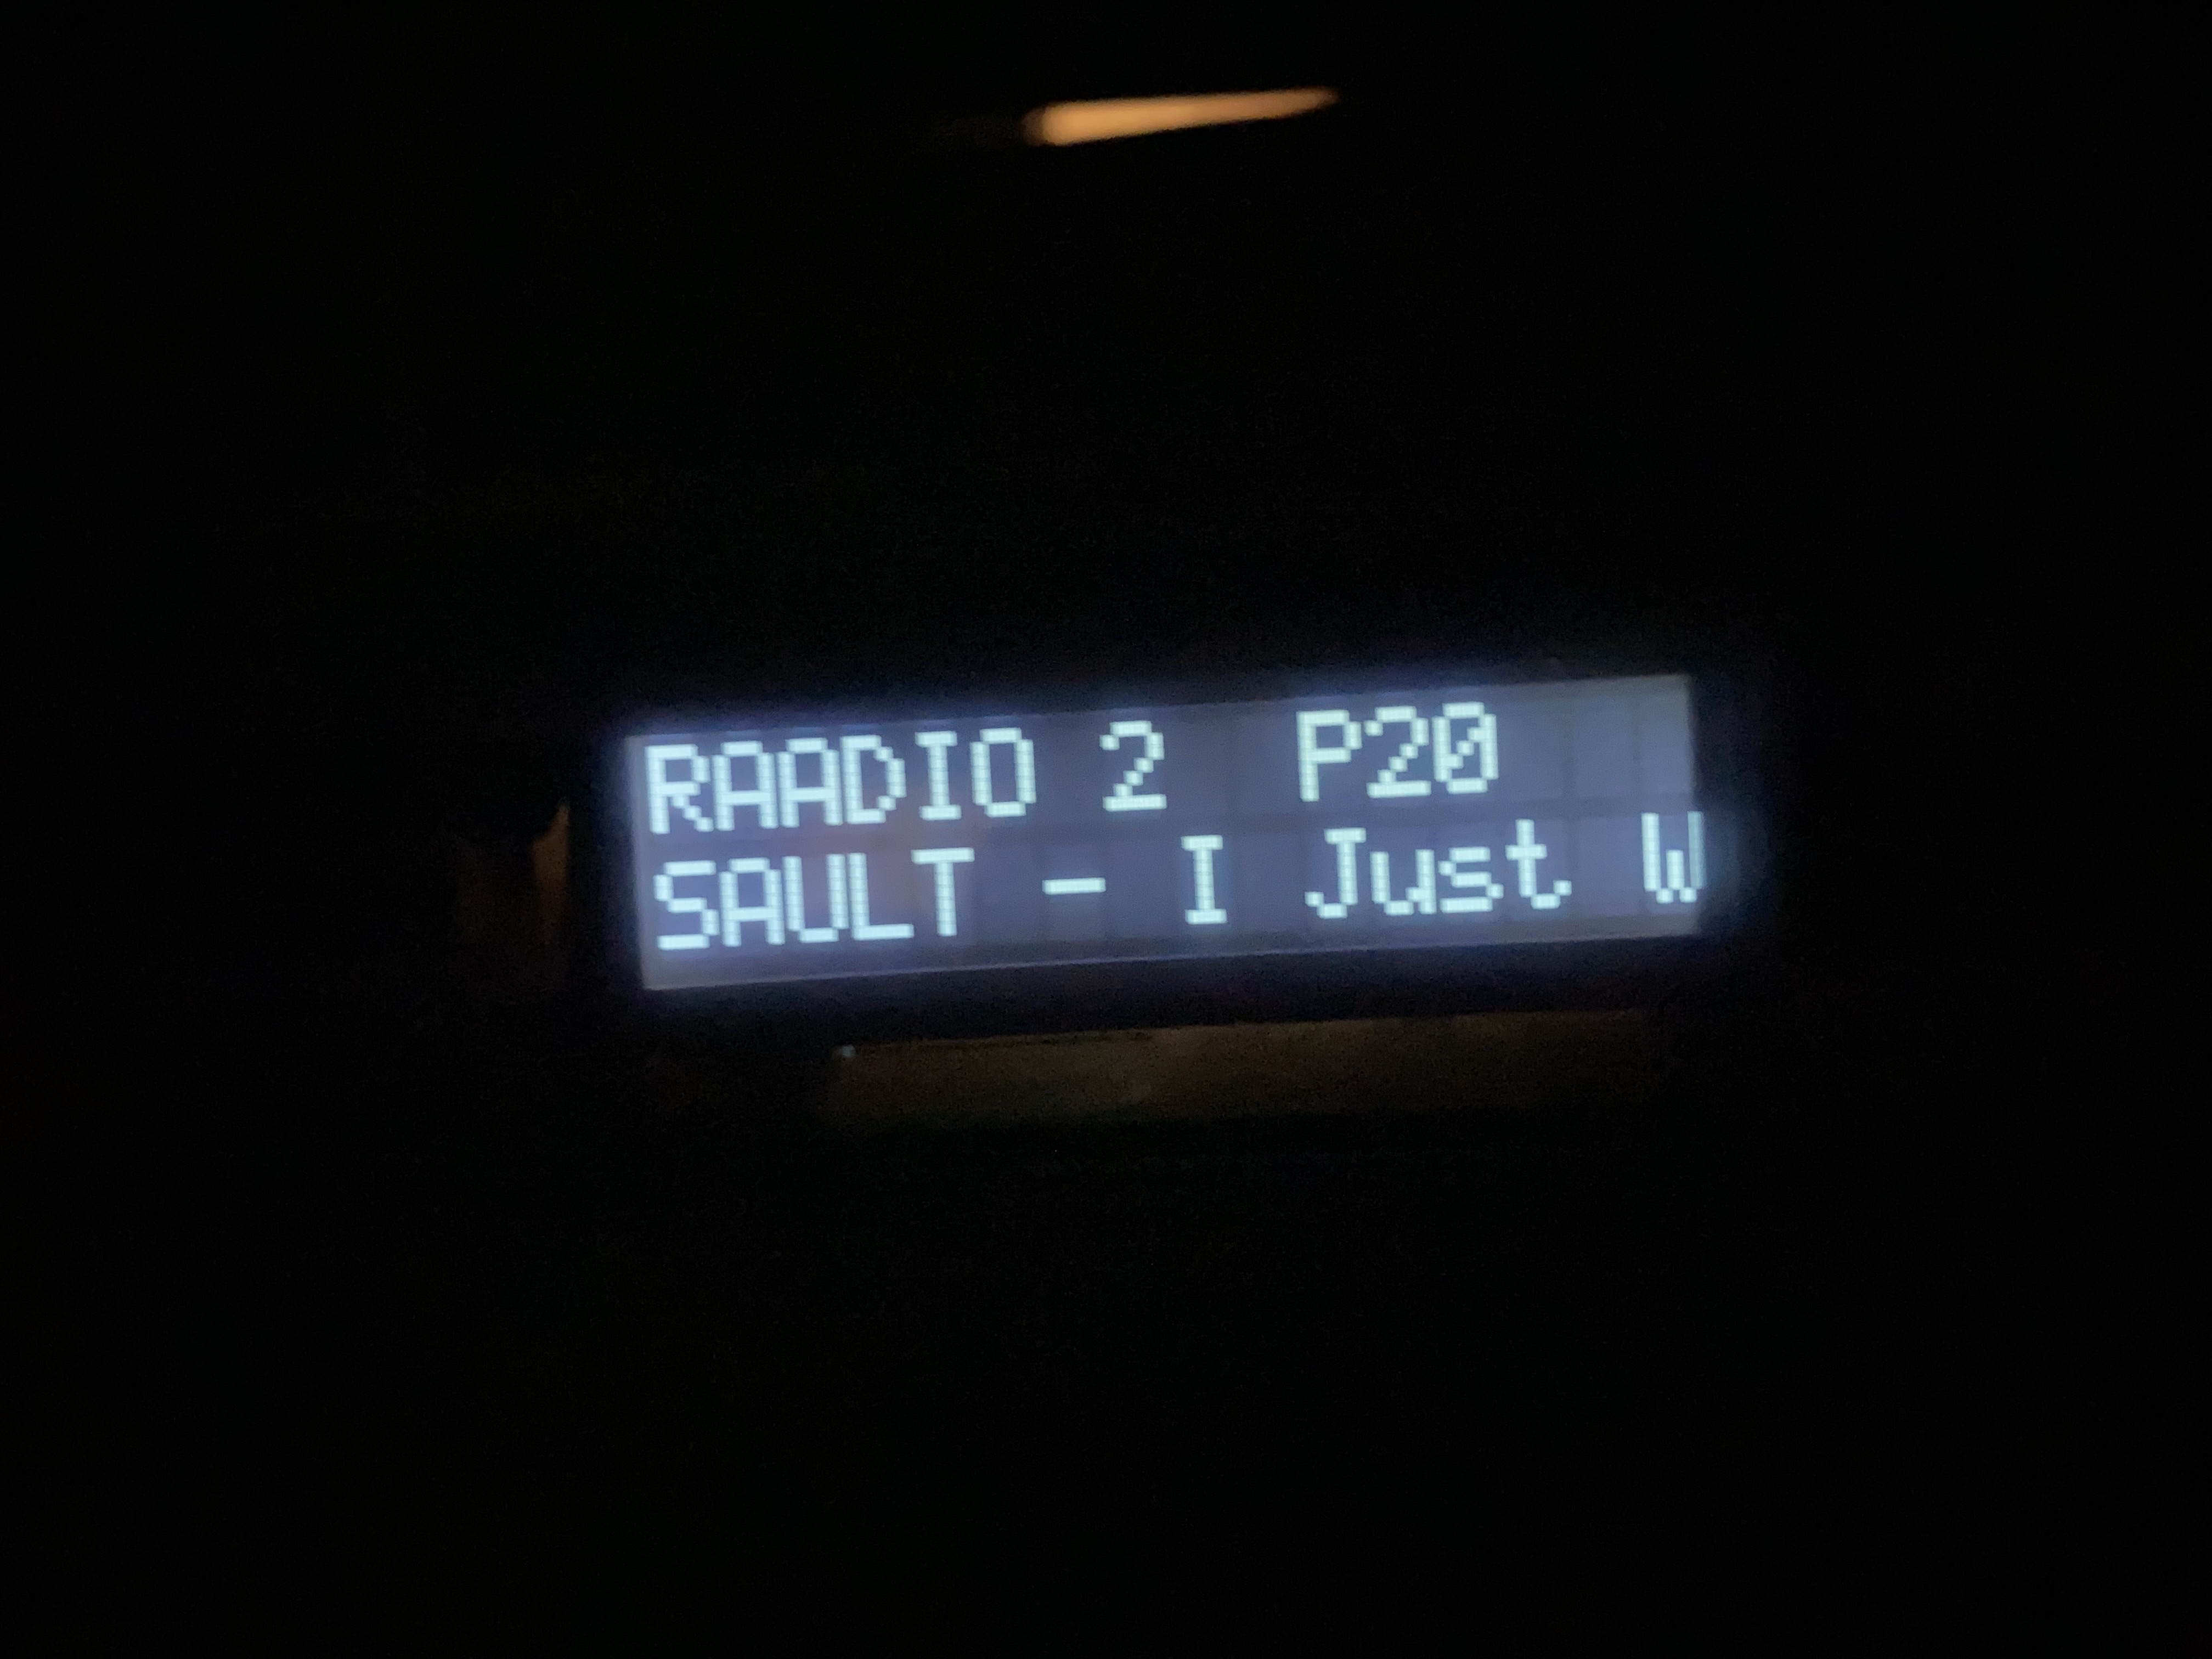 RAADIO 2 P20
SAULT - I Just W